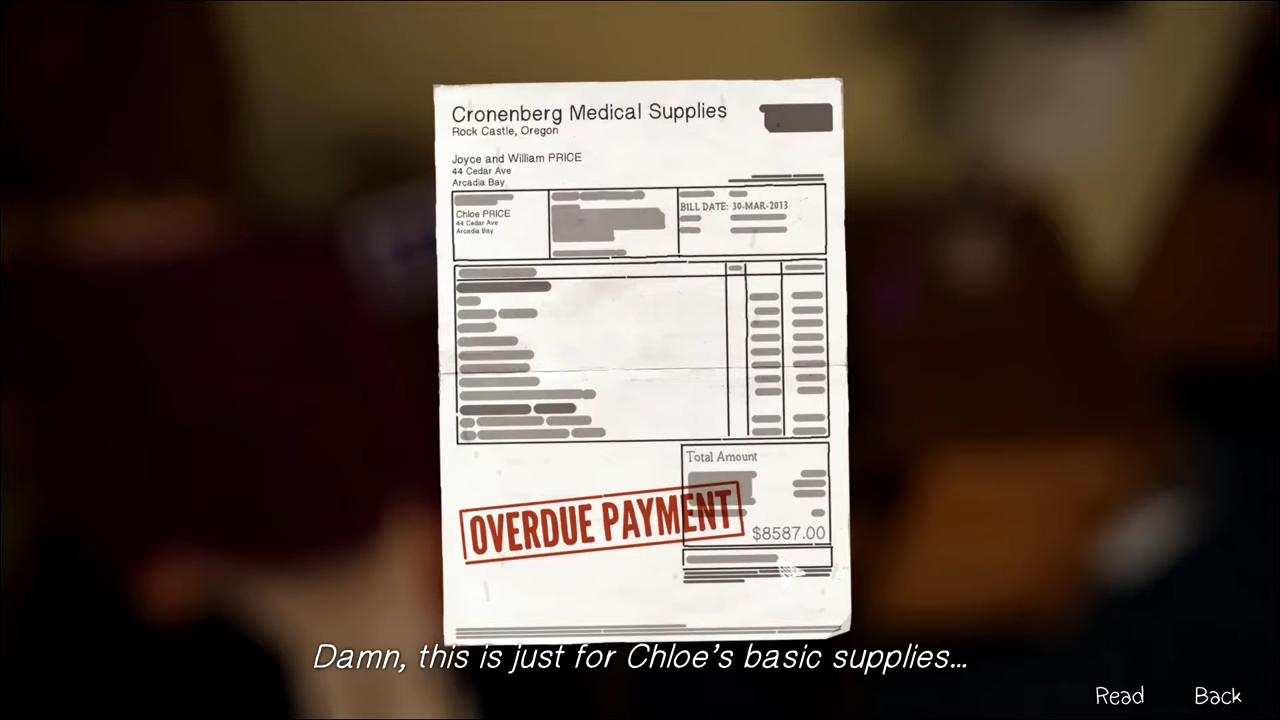 Cronenberg Medical Supplies
Rock Castle, Oregon
Joyce and William PRICE
44 Cedar Ave
Arcadia Bay
Chloe PRICE
44 Cedar Ave
Arcadia Bay
BILL DATE: 30-MAR-2013
Total Amount
OVERDUE PAYMENT
$8587.00
Damn, this is just for Chloe's basic supplies...
Read
Back